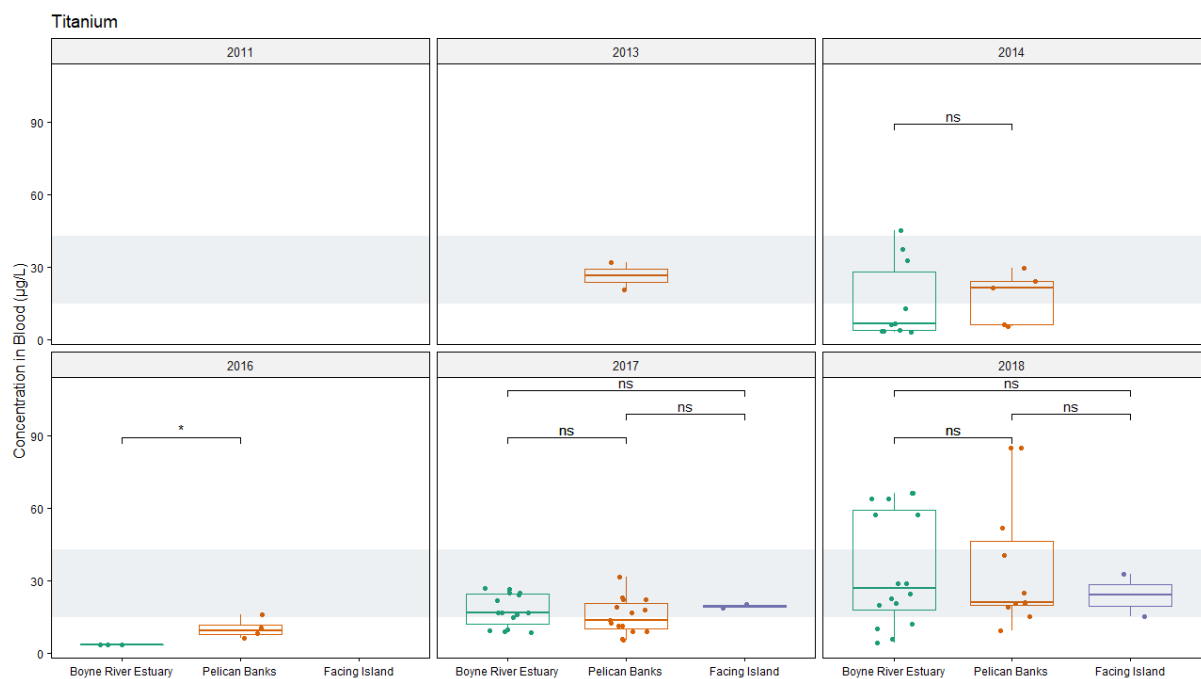 Titanium
2011 2013 2014
90
60
30
0
ns
2016 2017 2018
90
60
30
0
*
ns
ns
ns
ns
ns
ns
Concentration in Blood (µg/L)
Boyne River Estuary Pelican Banks Facing Island Boyne River Estuary Pelican Banks Facing Island Boyne River Estuary Pelican Banks Facing Island